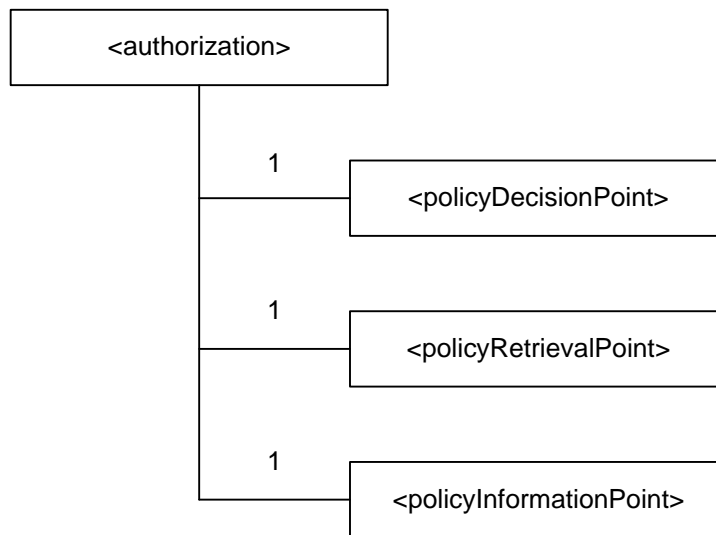 <authorization>
1
<policyDecisionPoint>
1
<policyRetrievalPoint>
1
<policyInformationPoint>